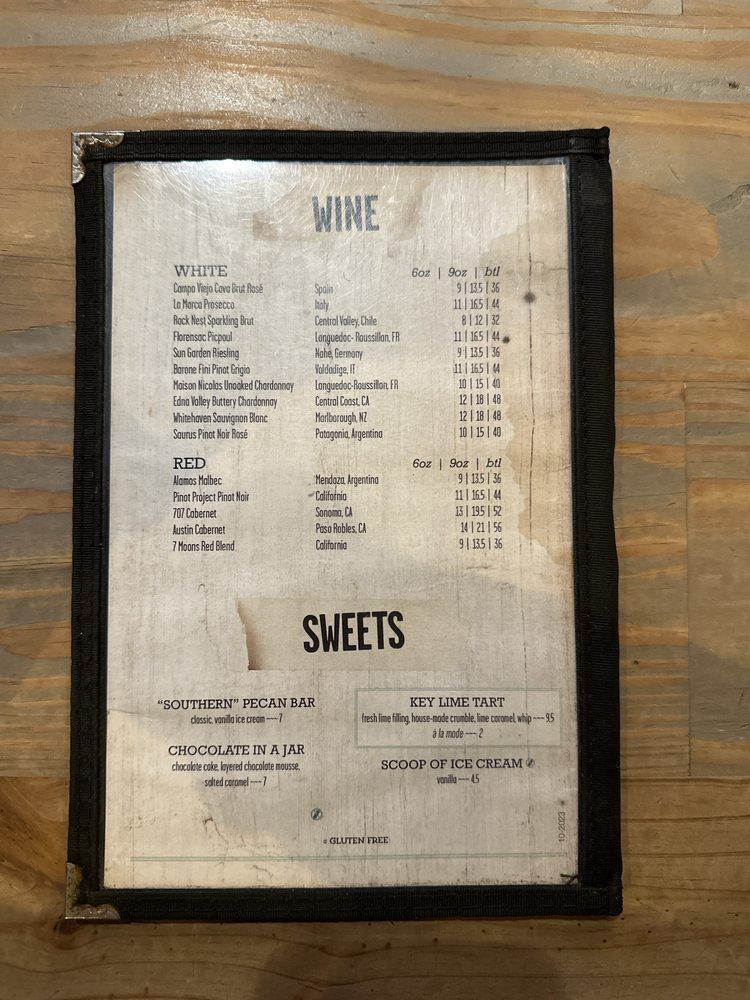 WINE
WHITE 6oz | 9oz | btl
Campo Viejo Cava Brut Rosé Spain 9 | 13.5 | 36
La Marca Prosecco Italy 11 | 16.5 | 44
Rock Nest Sparkling Brut Central Valley, Chile 8 | 12 | 32
Florensac Picpoul Languedoc- Roussillan, FR 11 | 16.5 | 44
Sun Garden Riesling Nahe, Germany 9 | 13.5 | 36
Barone Fini Pinot Grigio Valdadige, IT 11 | 16.5 | 44
Maison Nicolas Unoaked Chardonnay Languedoc-Roussillon, FR 10 | 15 | 40
Edna Valley Buttery Chardonnay Central Coast, CA 12 | 18 | 48
Whitehaven Sauvignon Blanc Marlborough, NZ 12 | 18 | 48
Saurus Pinot Noir Rosé Patagonia, Argentina 10 | 15 | 40
RED 6oz | 9oz | btl
Alamos Malbec Mendoza, Argentina 9 | 13.5 | 36
Pinot Project Pinot Noir California 11 | 16.5 | 44
707 Cabernet Sonoma, CA 13 | 19.5 | 52
Austin Cabernet Paso Robles, CA 14 | 21 | 56
7 Moons Red Blend California 9 | 13.5 | 36
SWEETS
"SOUTHERN" PECAN BAR
classic, vanilla ice cream ~~~ 7
CHOCOLATE IN A JAR
chocolate cake, layered chocolate mousse,
salted caramel ~~~ 7
KEY LIME TART
fresh lime filling, house-made crumble, lime caramel, whip ~~~ 9.5
à la mode ~~~ 2
SCOOP OF ICE CREAM
vanilla ~~~ 4.5
= GLUTEN FREE
10-2023